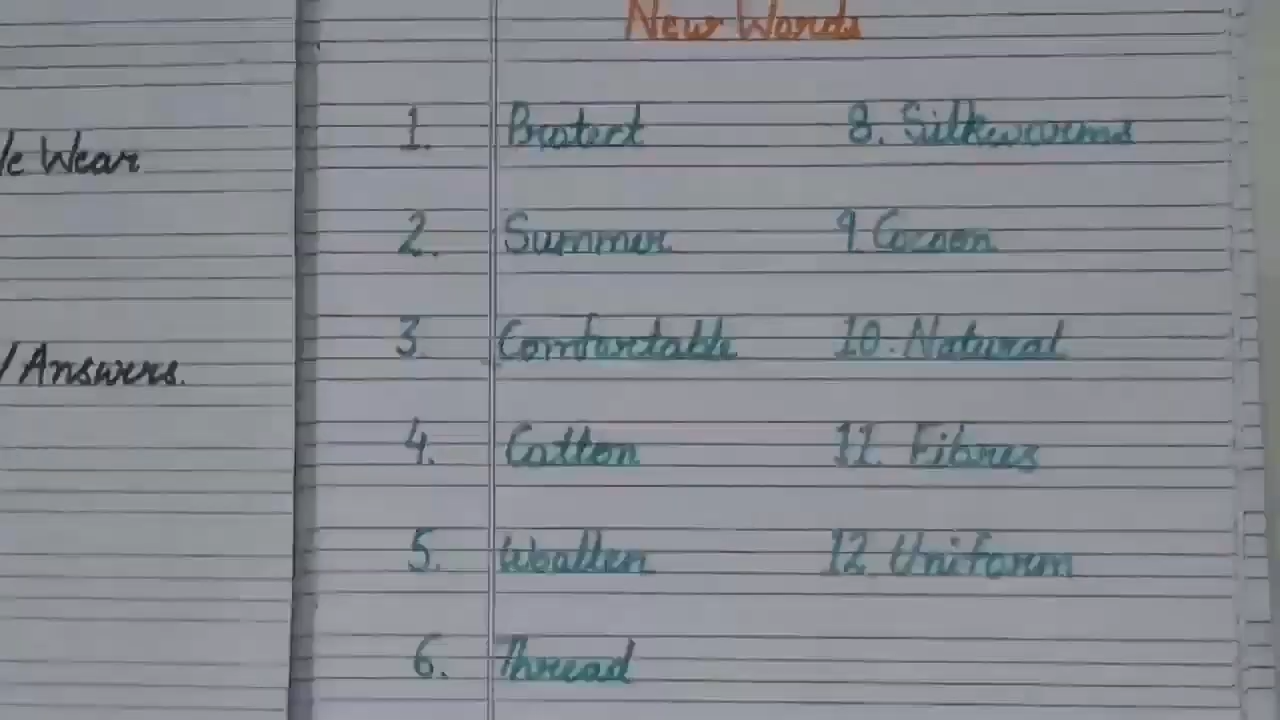 New Words
le Wear
/ Answers.
1. Protect
2. Summer
3. Comfortable
4. Cotton
5. Woollen
6. Thread
8. Silkworms
9 Cocoon
10. Natural
11. Fibres
12 Uniform